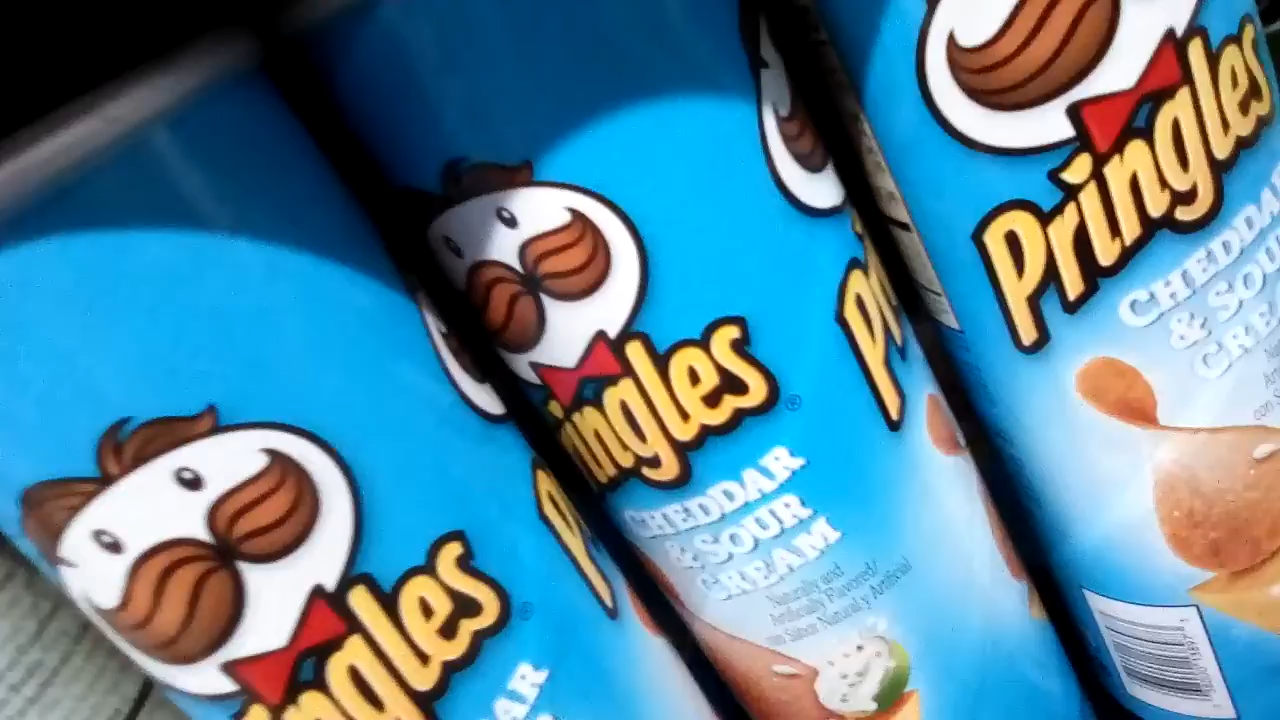 Pringles
CHEDDAR
& SOUR
CREAM
Pringles
®
CHEDDAR
& SOUR
CREAM
Naturally and
Artificially Flavored/
con Sabor Natural y Artificial
Pringles
®